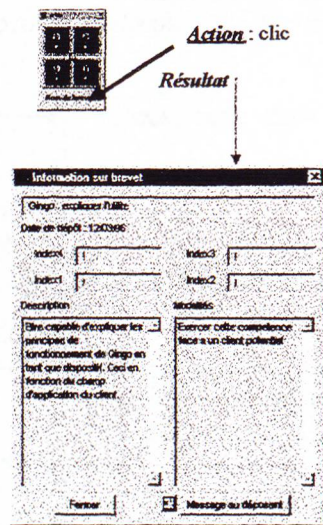 Action : clic
Résultat :
Information sur brevet
Gingo : expliquer l'utilité
Date de dépôt : 12/03/96
Index4
Index3
Index1
Index2
Description
Modalités
Etre capable d'expliquer les
principes de
fonctionnement de Gingo en
tant que dispositif. Ceci en
fonction du champ
d'application du client.
Exercer cette competence
face a un client potentiel
Fermer
Message au déposant